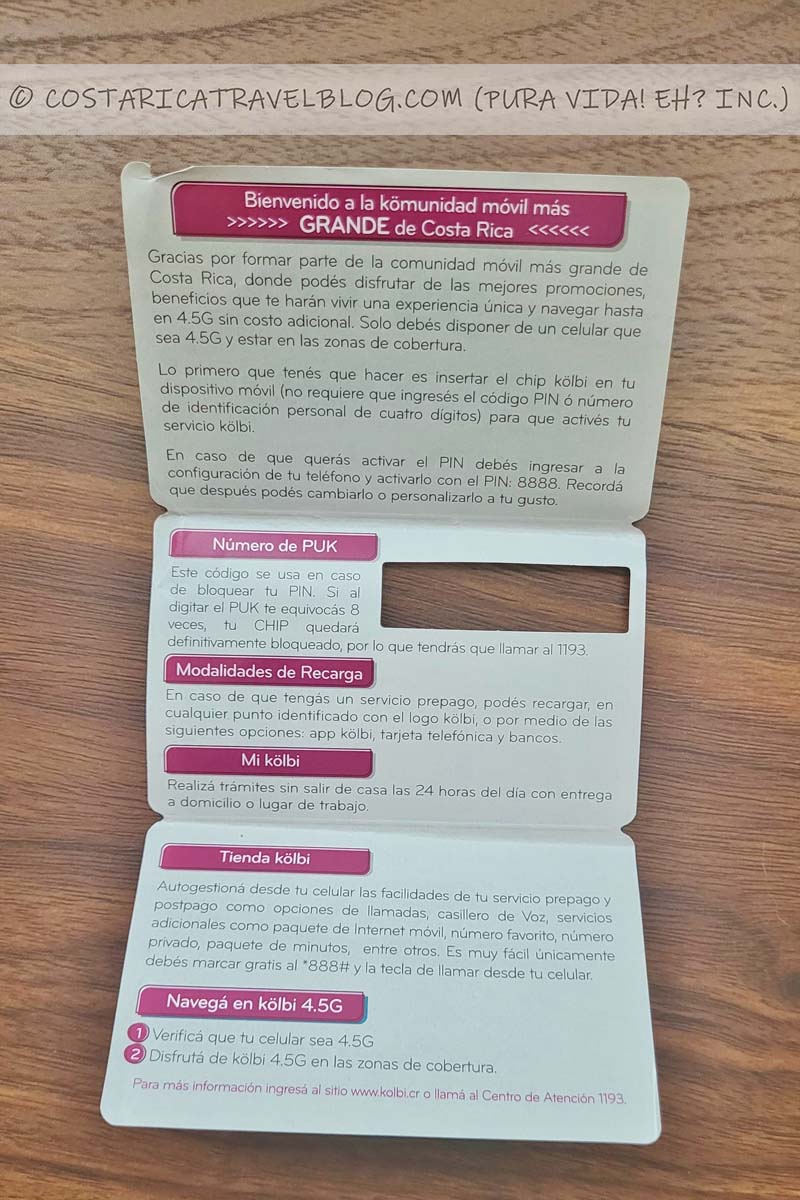 © COSTARICATRAVELBLOG.COM (PURA VIDA! EH? INC.)
Bienvenido a la kömunidad móvil más
>>>>>> GRANDE de Costa Rica <<<<<<
Gracias por formar parte de la comunidad móvil más grande de
Costa Rica, donde podés disfrutar de las mejores promociones,
beneficios que te harán vivir una experiencia única y navegar hasta
en 4.5G sin costo adicional. Solo debés disponer de un celular que
sea 4.5G y estar en las zonas de cobertura.
Lo primero que tenés que hacer es insertar el chip kölbi en tu
dispositivo móvil (no requiere que ingresés el código PIN ó número
de identificación personal de cuatro dígitos) para que activés tu
servicio kölbi.
En caso de que querás activar el PIN debés ingresar a la
configuración de tu teléfono y activarlo con el PIN: 8888. Recordá
que después podés cambiarlo o personalizarlo a tu gusto.
Número de PUK
Este código se usa en caso
de bloquear tu PIN. Si al
digitar el PUK te equivocás 8
veces, tu CHIP quedará
definitivamente bloqueado, por lo que tendrás que llamar al 1193.
Modalidades de Recarga
En caso de que tengás un servicio prepago, podés recargar, en
cualquier punto identificado con el logo kölbi, o por medio de las
siguientes opciones: app kölbi, tarjeta telefónica y bancos.
Mi kölbi
Realizá trámites sin salir de casa las 24 horas del día con entrega
a domicilio o lugar de trabajo.
Tienda kölbi
Autogestioná desde tu celular las facilidades de tu servicio prepago y
postpago como opciones de llamadas, casillero de Voz, servicios
adicionales como paquete de Internet móvil, número favorito, número
privado, paquete de minutos, entre otros. Es muy fácil únicamente
debés marcar gratis al *888# y la tecla de llamar desde tu celular.
Navegá en kölbi 4.5G
1 Verificá que tu celular sea 4.5G
2 Disfrutá de kölbi 4.5G en las zonas de cobertura.
Para más información ingresá al sitio www.kolbi.cr o llamá al Centro de Atención 1193.